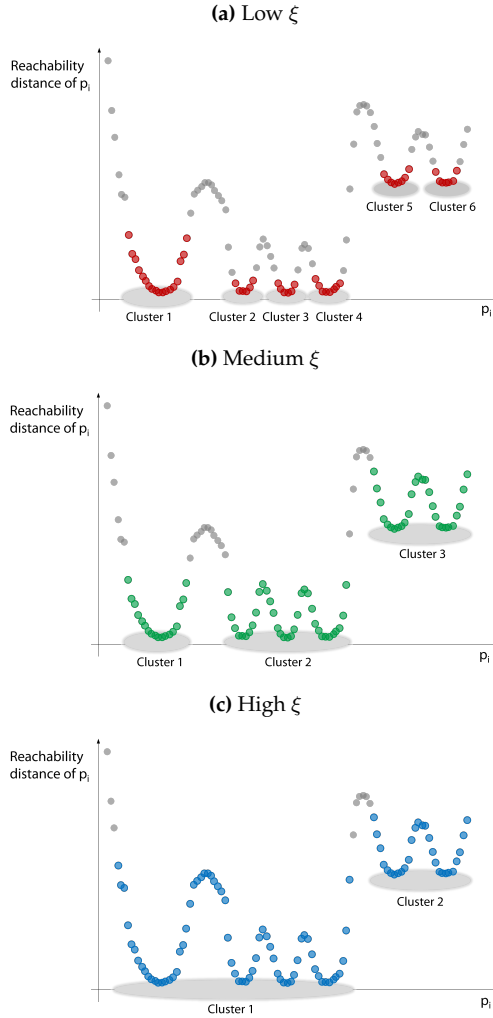 (a) Low ξ
Reachability
distance of pi
Cluster 5
Cluster 6
Cluster 1
Cluster 2
Cluster 3
Cluster 4
pi
(b) Medium ξ
Reachability
distance of pi
Cluster 3
Cluster 1
Cluster 2
pi
(c) High ξ
Reachability
distance of pi
Cluster 2
Cluster 1
pi